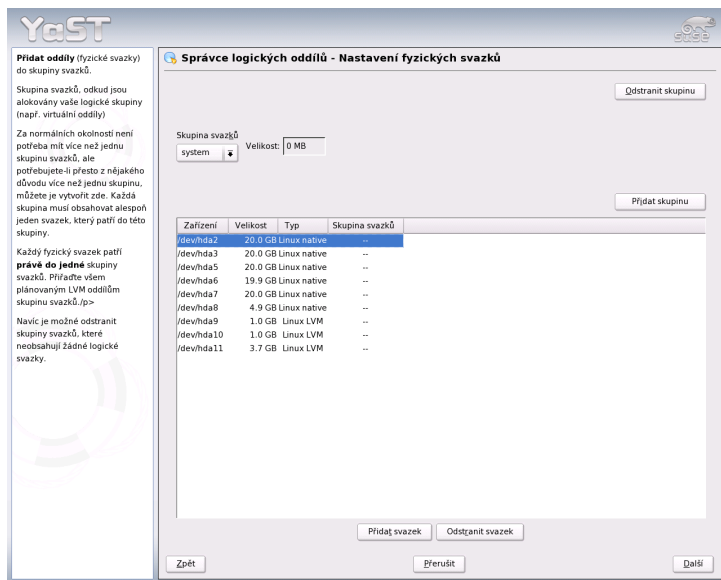 YaST
SUSE
Přidat oddíly (fyzické svazky)
do skupiny svazků.
Skupina svazků, odkud jsou
alokovány vaše logické skupiny
(např. virtuální oddíly)
Za normálních okolností není
potřeba mít více než jednu
skupinu svazků, ale
potřebujete-li přesto z nějakého
důvodu více než jednu skupinu,
můžete je vytvořit zde. Každá
skupina musí obsahovat alespoň
jeden svazek, který patří do této
skupiny.
Každý fyzický svazek patří
právě do jedné skupiny
svazků. Přiřaďte všem
plánovaným LVM oddílům
skupinu svazků./p>
Navíc je možné odstranit
skupiny svazků, které
neobsahují žádné logické
svazky.
Správce logických oddílů - Nastavení fyzických svazků
Odstranit skupinu
Skupina svazků
system Velikost: 0 MB
Přidat skupinu
Zařízení Velikost Typ Skupina svazků
/dev/hda2 20.0 GB Linux native --
/dev/hda3 20.0 GB Linux native --
/dev/hda5 20.0 GB Linux native --
/dev/hda6 19.9 GB Linux native --
/dev/hda7 20.0 GB Linux native --
/dev/hda8 4.9 GB Linux native --
/dev/hda9 1.0 GB Linux LVM --
/dev/hda10 1.0 GB Linux LVM --
/dev/hda11 3.7 GB Linux LVM --
Přidat svazek Odstranit svazek
Zpět Přerušit Další